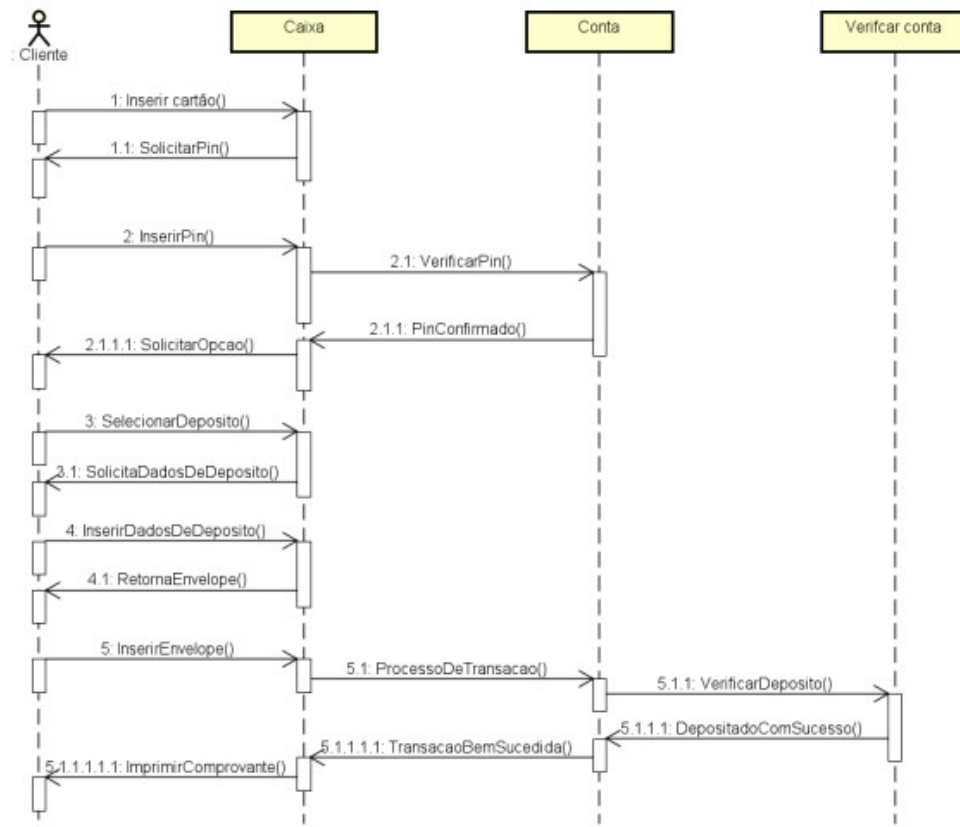 Caixa
Conta
Verifcar conta
: Cliente
1: Inserir cartão()
1.1: SolicitarPin()
2: InserirPin()
2.1: VerificarPin()
2.1.1: PinConfirmado()
2.1.1.1: SolicitarOpcao()
3: SelecionarDeposito()
3.1: SolicitaDadosDeDeposito()
4: InserirDadosDeDeposito()
4.1: RetornaEnvelope()
5: InserirEnvelope()
5.1: ProcessoDeTransacao()
5.1.1: VerificarDeposito()
5.1.1.1: DepositadoComSucesso()
5.1.1.1.1: TransacaoBemSucedida()
5.1.1.1.1.1: ImprimirComprovante()